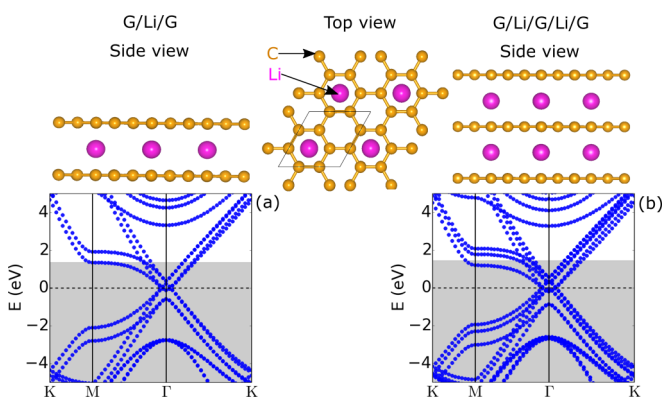 G/Li/G
Side view
Top view
C
Li
G/Li/G/Li/G
Side view
(a)
E (eV)
4
2
0
−2
−4
K
M
Γ
K
(b)
E (eV)
4
2
0
−2
−4
K
M
Γ
K